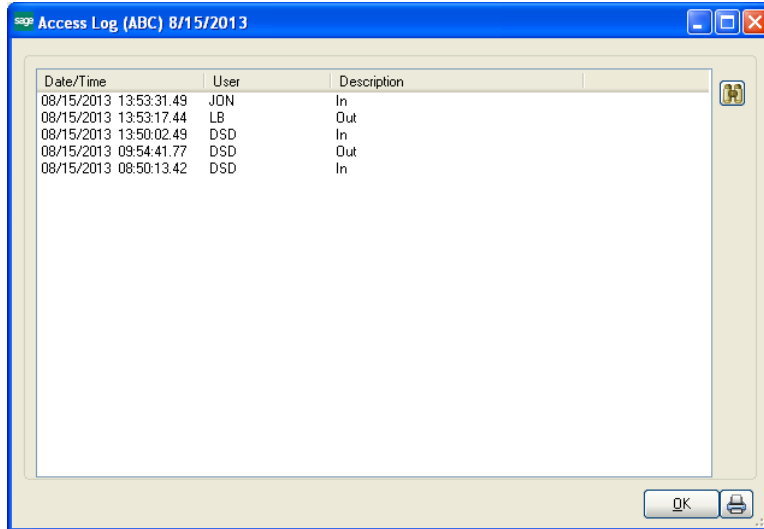 sage Access Log (ABC) 8/15/2013
Date/Time User Description
08/15/2013 13:53:31.49 JON In
08/15/2013 13:53:17.44 LB Out
08/15/2013 13:50:02.49 DSD In
08/15/2013 09:54:41.77 DSD Out
08/15/2013 08:50:13.42 DSD In
OK